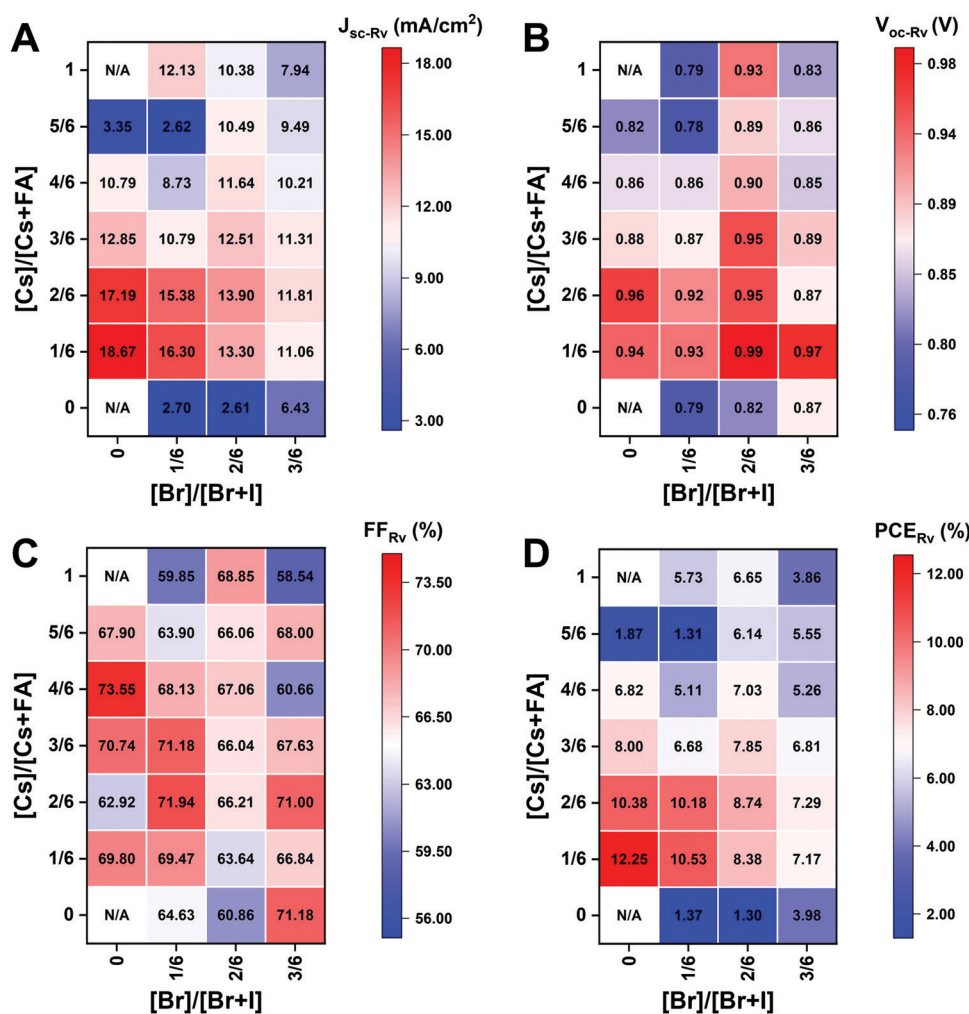 A
J_sc-Rv (mA/cm²)
[Cs]/[Cs+FA]
1 N/A 12.13 10.38 7.94
5/6 3.35 2.62 10.49 9.49
4/6 10.79 8.73 11.64 10.21
3/6 12.85 10.79 12.51 11.31
2/6 17.19 15.38 13.90 11.81
1/6 18.67 16.30 13.30 11.06
0 N/A 2.70 2.61 6.43
0 1/6 2/6 3/6
[Br]/[Br+I]
18.00
15.00
12.00
9.00
6.00
3.00
B
V_oc-Rv (V)
[Cs]/[Cs+FA]
1 N/A 0.79 0.93 0.83
5/6 0.82 0.78 0.89 0.86
4/6 0.86 0.86 0.90 0.85
3/6 0.88 0.87 0.95 0.89
2/6 0.96 0.92 0.95 0.87
1/6 0.94 0.93 0.99 0.97
0 N/A 0.79 0.82 0.87
0 1/6 2/6 3/6
[Br]/[Br+I]
0.98
0.94
0.89
0.85
0.80
0.76
C
FF_Rv (%)
[Cs]/[Cs+FA]
1 N/A 59.85 68.85 58.54
5/6 67.90 63.90 66.06 68.00
4/6 73.55 68.13 67.06 60.66
3/6 70.74 71.18 66.04 67.63
2/6 62.92 71.94 66.21 71.00
1/6 69.80 69.47 63.64 66.84
0 N/A 64.63 60.86 71.18
0 1/6 2/6 3/6
[Br]/[Br+I]
73.50
70.00
66.50
63.00
59.50
56.00
D
PCE_Rv (%)
[Cs]/[Cs+FA]
1 N/A 5.73 6.65 3.86
5/6 1.87 1.31 6.14 5.55
4/6 6.82 5.11 7.03 5.26
3/6 8.00 6.68 7.85 6.81
2/6 10.38 10.18 8.74 7.29
1/6 12.25 10.53 8.38 7.17
0 N/A 1.37 1.30 3.98
0 1/6 2/6 3/6
[Br]/[Br+I]
12.00
10.00
8.00
6.00
4.00
2.00